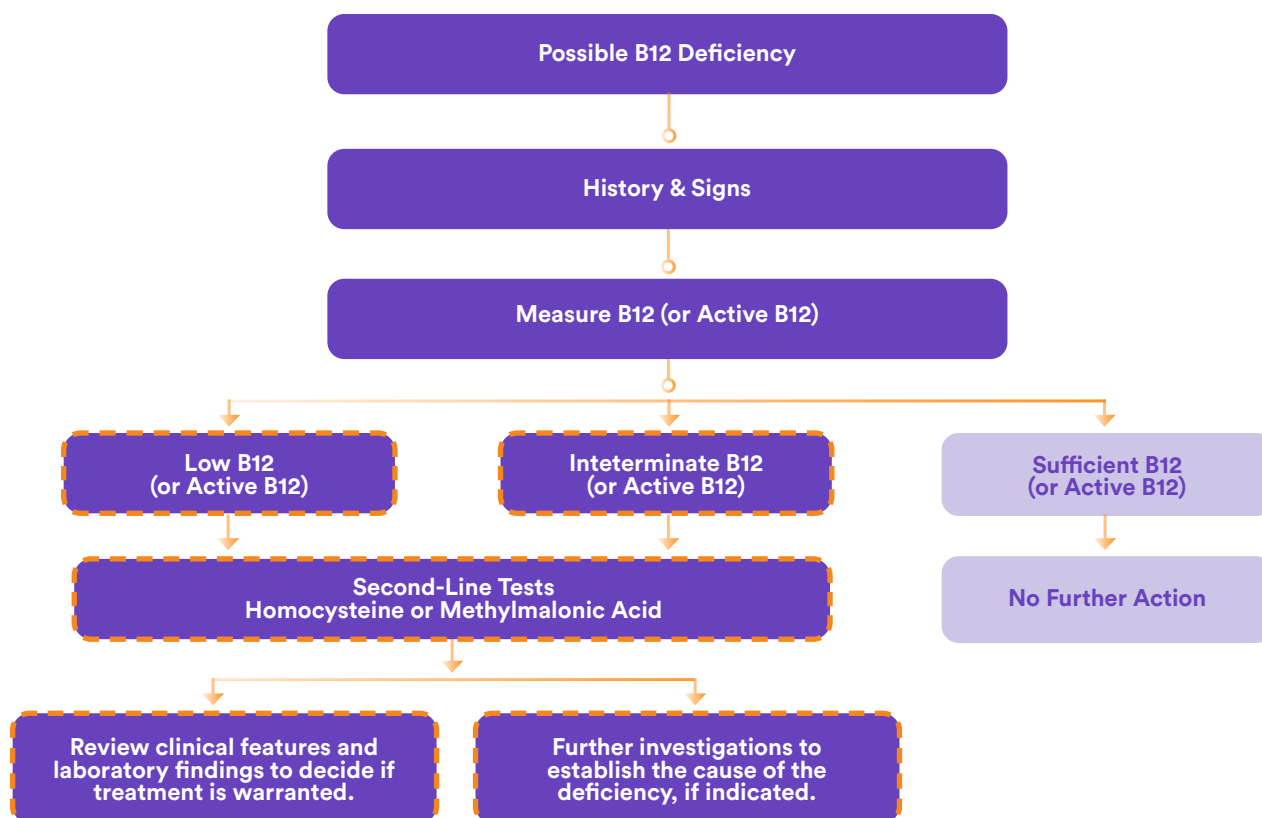 Possible B12 Deficiency
History & Signs
Measure B12 (or Active B12)
Low B12
(or Active B12)
Inteterminate B12
(or Active B12)
Sufficient B12
(or Active B12)
Second-Line Tests
Homocysteine or Methylmalonic Acid
No Further Action
Review clinical features and
laboratory findings to decide if
treatment is warranted.
Further investigations to
establish the cause of the
deficiency, if indicated.